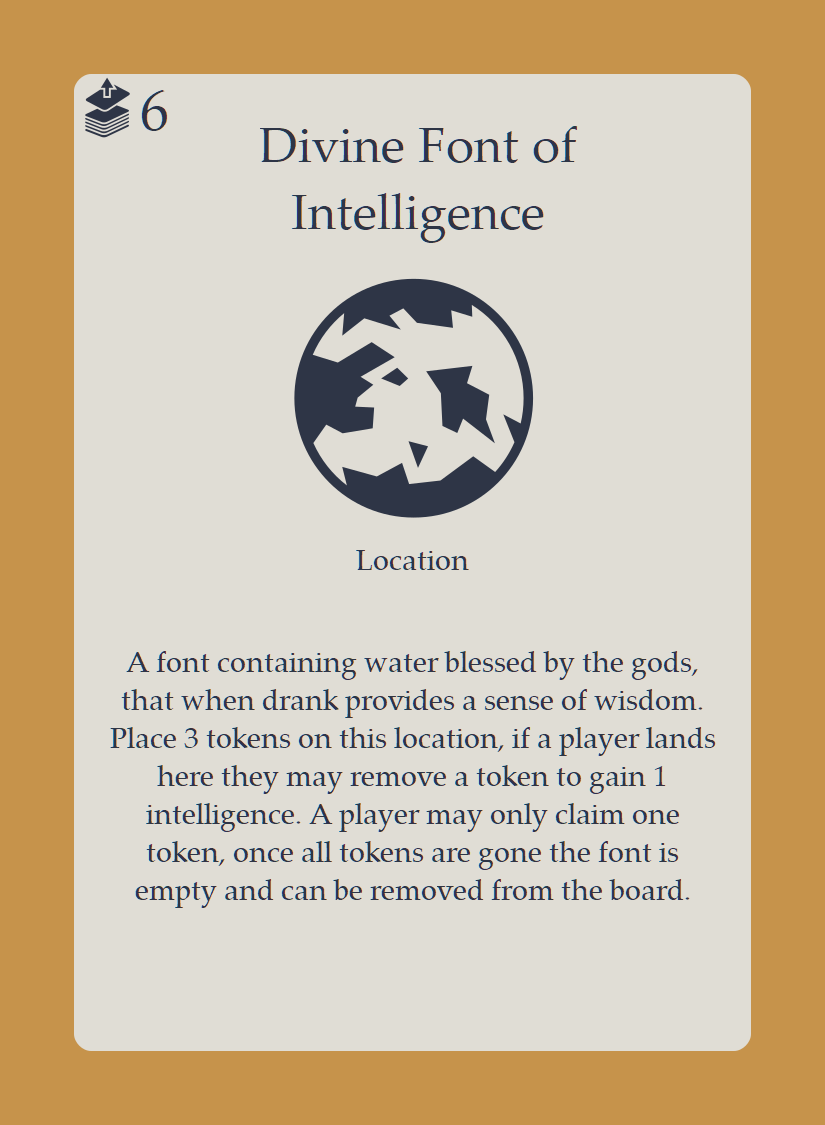 6
Divine Font of
Intelligence
Location
A font containing water blessed by the gods,
that when drank provides a sense of wisdom.
Place 3 tokens on this location, if a player lands
here they may remove a token to gain 1
intelligence. A player may only claim one
token, once all tokens are gone the font is
empty and can be removed from the board.